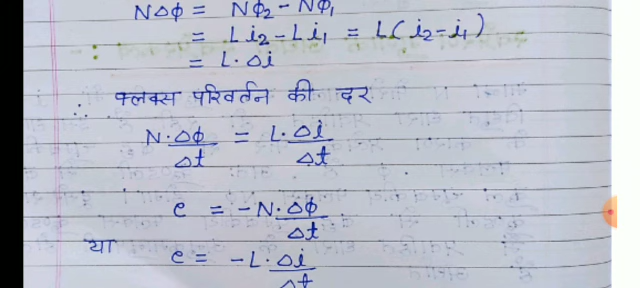 NΔϕ = Nϕ₂ - Nϕ₁
= Li₂ - Li₁ = L(i₂-i₁)
= L·Δi
∴ फ्लक्स परिवर्तन की दर
N·Δϕ/Δt = L·Δi/Δt
e = -N·Δϕ/Δt
या e = -L·Δi/Δt